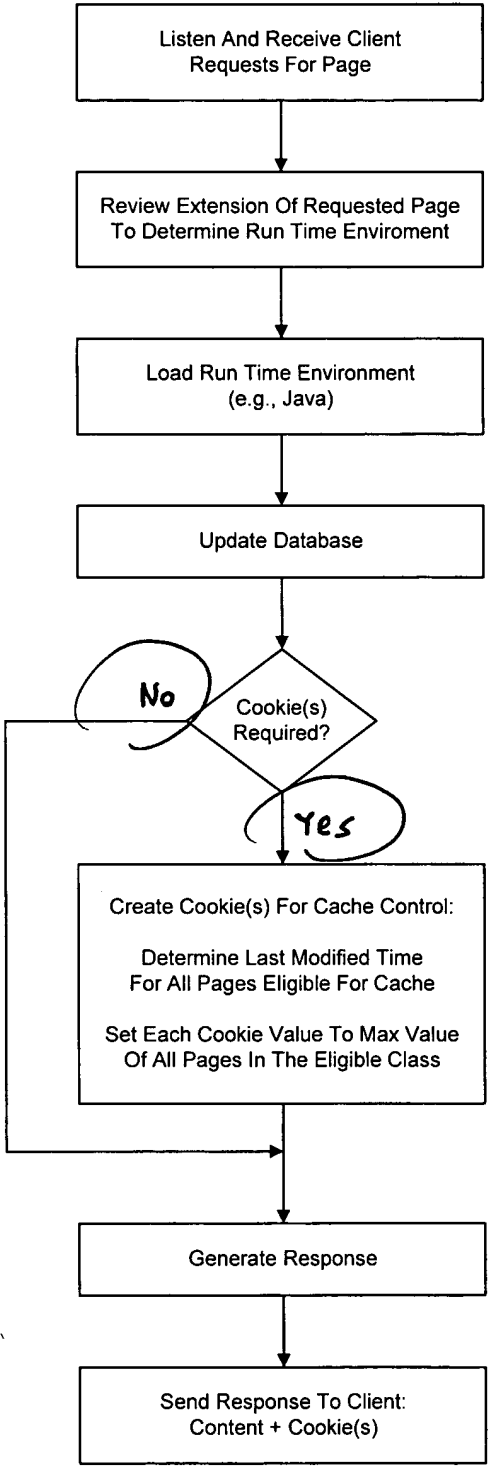 Listen And Receive Client
Requests For Page
Review Extension Of Requested Page
To Determine Run Time Enviroment
Load Run Time Environment
(e.g., Java)
Update Database
No
Cookie(s)
Required?
Yes
Create Cookie(s) For Cache Control:
Determine Last Modified Time
For All Pages Eligible For Cache
Set Each Cookie Value To Max Value
Of All Pages In The Eligible Class
Generate Response
Send Response To Client:
Content + Cookie(s)